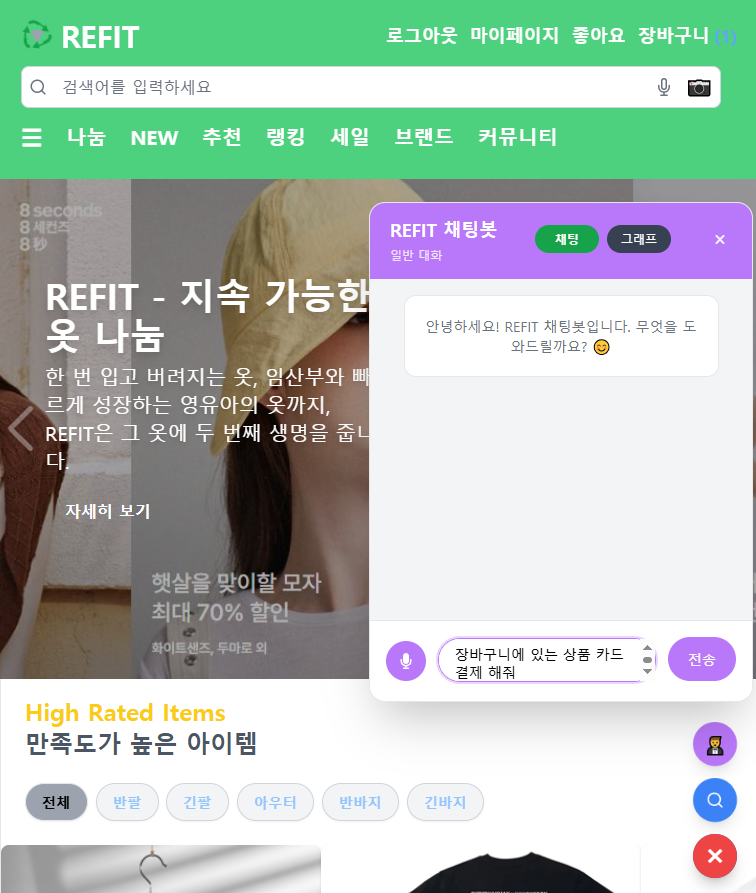 REFIT
로그아웃 마이페이지 좋아요 장바구니 (1)
검색어를 입력하세요
나눔 NEW 추천 랭킹 세일 브랜드 커뮤니티
8 seconds
8 세컨즈
8 秒
REFIT - 지속 가능한
옷 나눔
한 번 입고 버려지는 옷, 임산부와 빠
르게 성장하는 영유아의 옷까지,
REFIT은 그 옷에 두 번째 생명을 줍니
다.
자세히 보기
햇살을 맞이할 모자
최대 70% 할인
화이트샌즈, 두마로 외
REFIT 채팅봇
일반 대화
채팅
그래프
안녕하세요! REFIT 채팅봇입니다. 무엇을 도
와드릴까요? 😊
장바구니에 있는 상품 카드
결제 해줘
전송
High Rated Items
만족도가 높은 아이템
전체 반팔 긴팔 아우터 반바지 긴바지